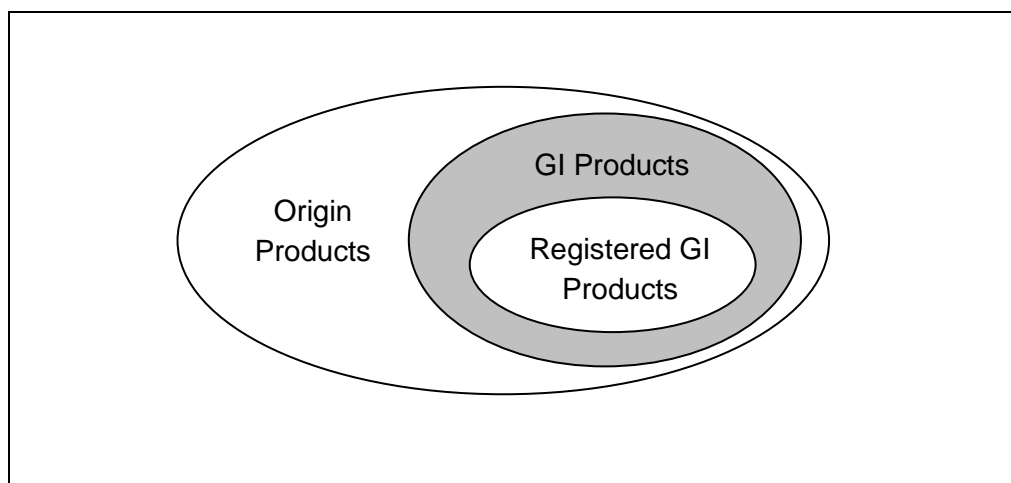 GI Products
Origin
Products
Registered GI
Products